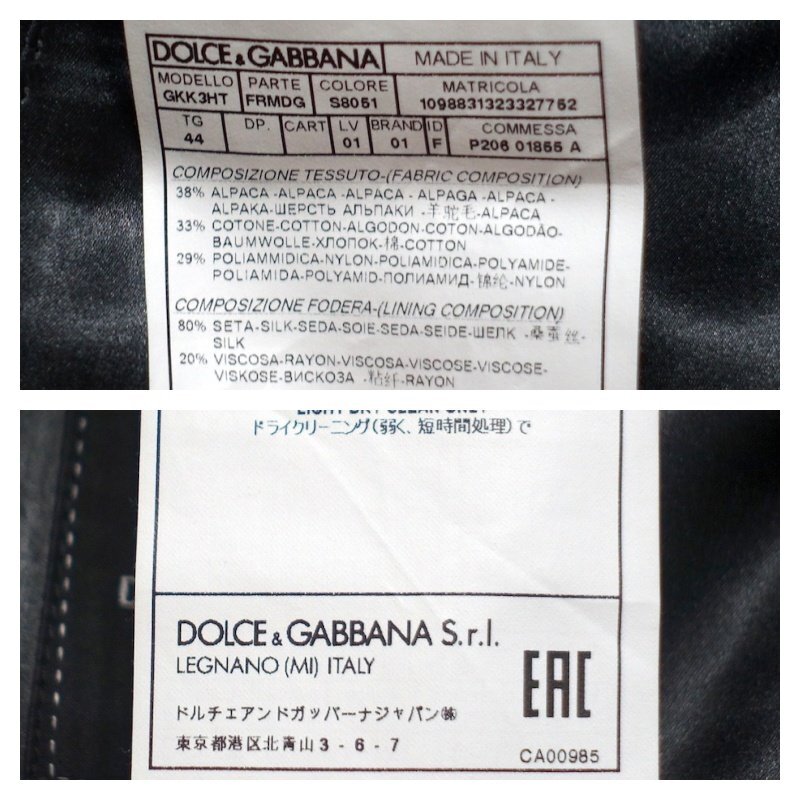 DOLCE & GABBANA MADE IN ITALY
MODELLO PARTE COLORE MATRICOLA
GKK3HT FRMDG S8051 1098831323327752
TG DP. CART LV BRAND ID COMMESSA
44 01 01 F P206 01855 A
COMPOSIZIONE TESSUTO-(FABRIC COMPOSITION)
38% ALPACA -ALPACA -ALPACA - ALPAGA -ALPACA -
ALPAKA-ШЕРСТЬ АЛЬПАКИ -羊驼毛-ALPACA
33% COTONE-COTTON-ALGODON-COTON-ALGODÃO-
BAUMWOLLE-ХЛОПОК-棉-COTTON
29% POLIAMMIDICA-NYLON-POLIAMIDICA-POLYAMIDE-
POLIAMIDA-POLYAMID-ПОЛИАМИД-锦纶-NYLON
COMPOSIZIONE FODERA-(LINING COMPOSITION)
80% SETA-SILK-SEDA-SOIE-SEDA-SEIDE-ШЕЛК -桑蚕丝-
SILK
20% VISCOSA-RAYON-VISCOSA-VISCOSE-VISCOSE-
VISKOSE-ВИСКОЗА -粘纤-RAYON
ドライクリーニング(弱く、短時間処理)で
DOLCE & GABBANA S.r.l.
LEGNANO (MI) ITALY
EAC
ドルチェアンドガッバーナジャパン㈱
東京都港区北青山3-6-7
CA00985